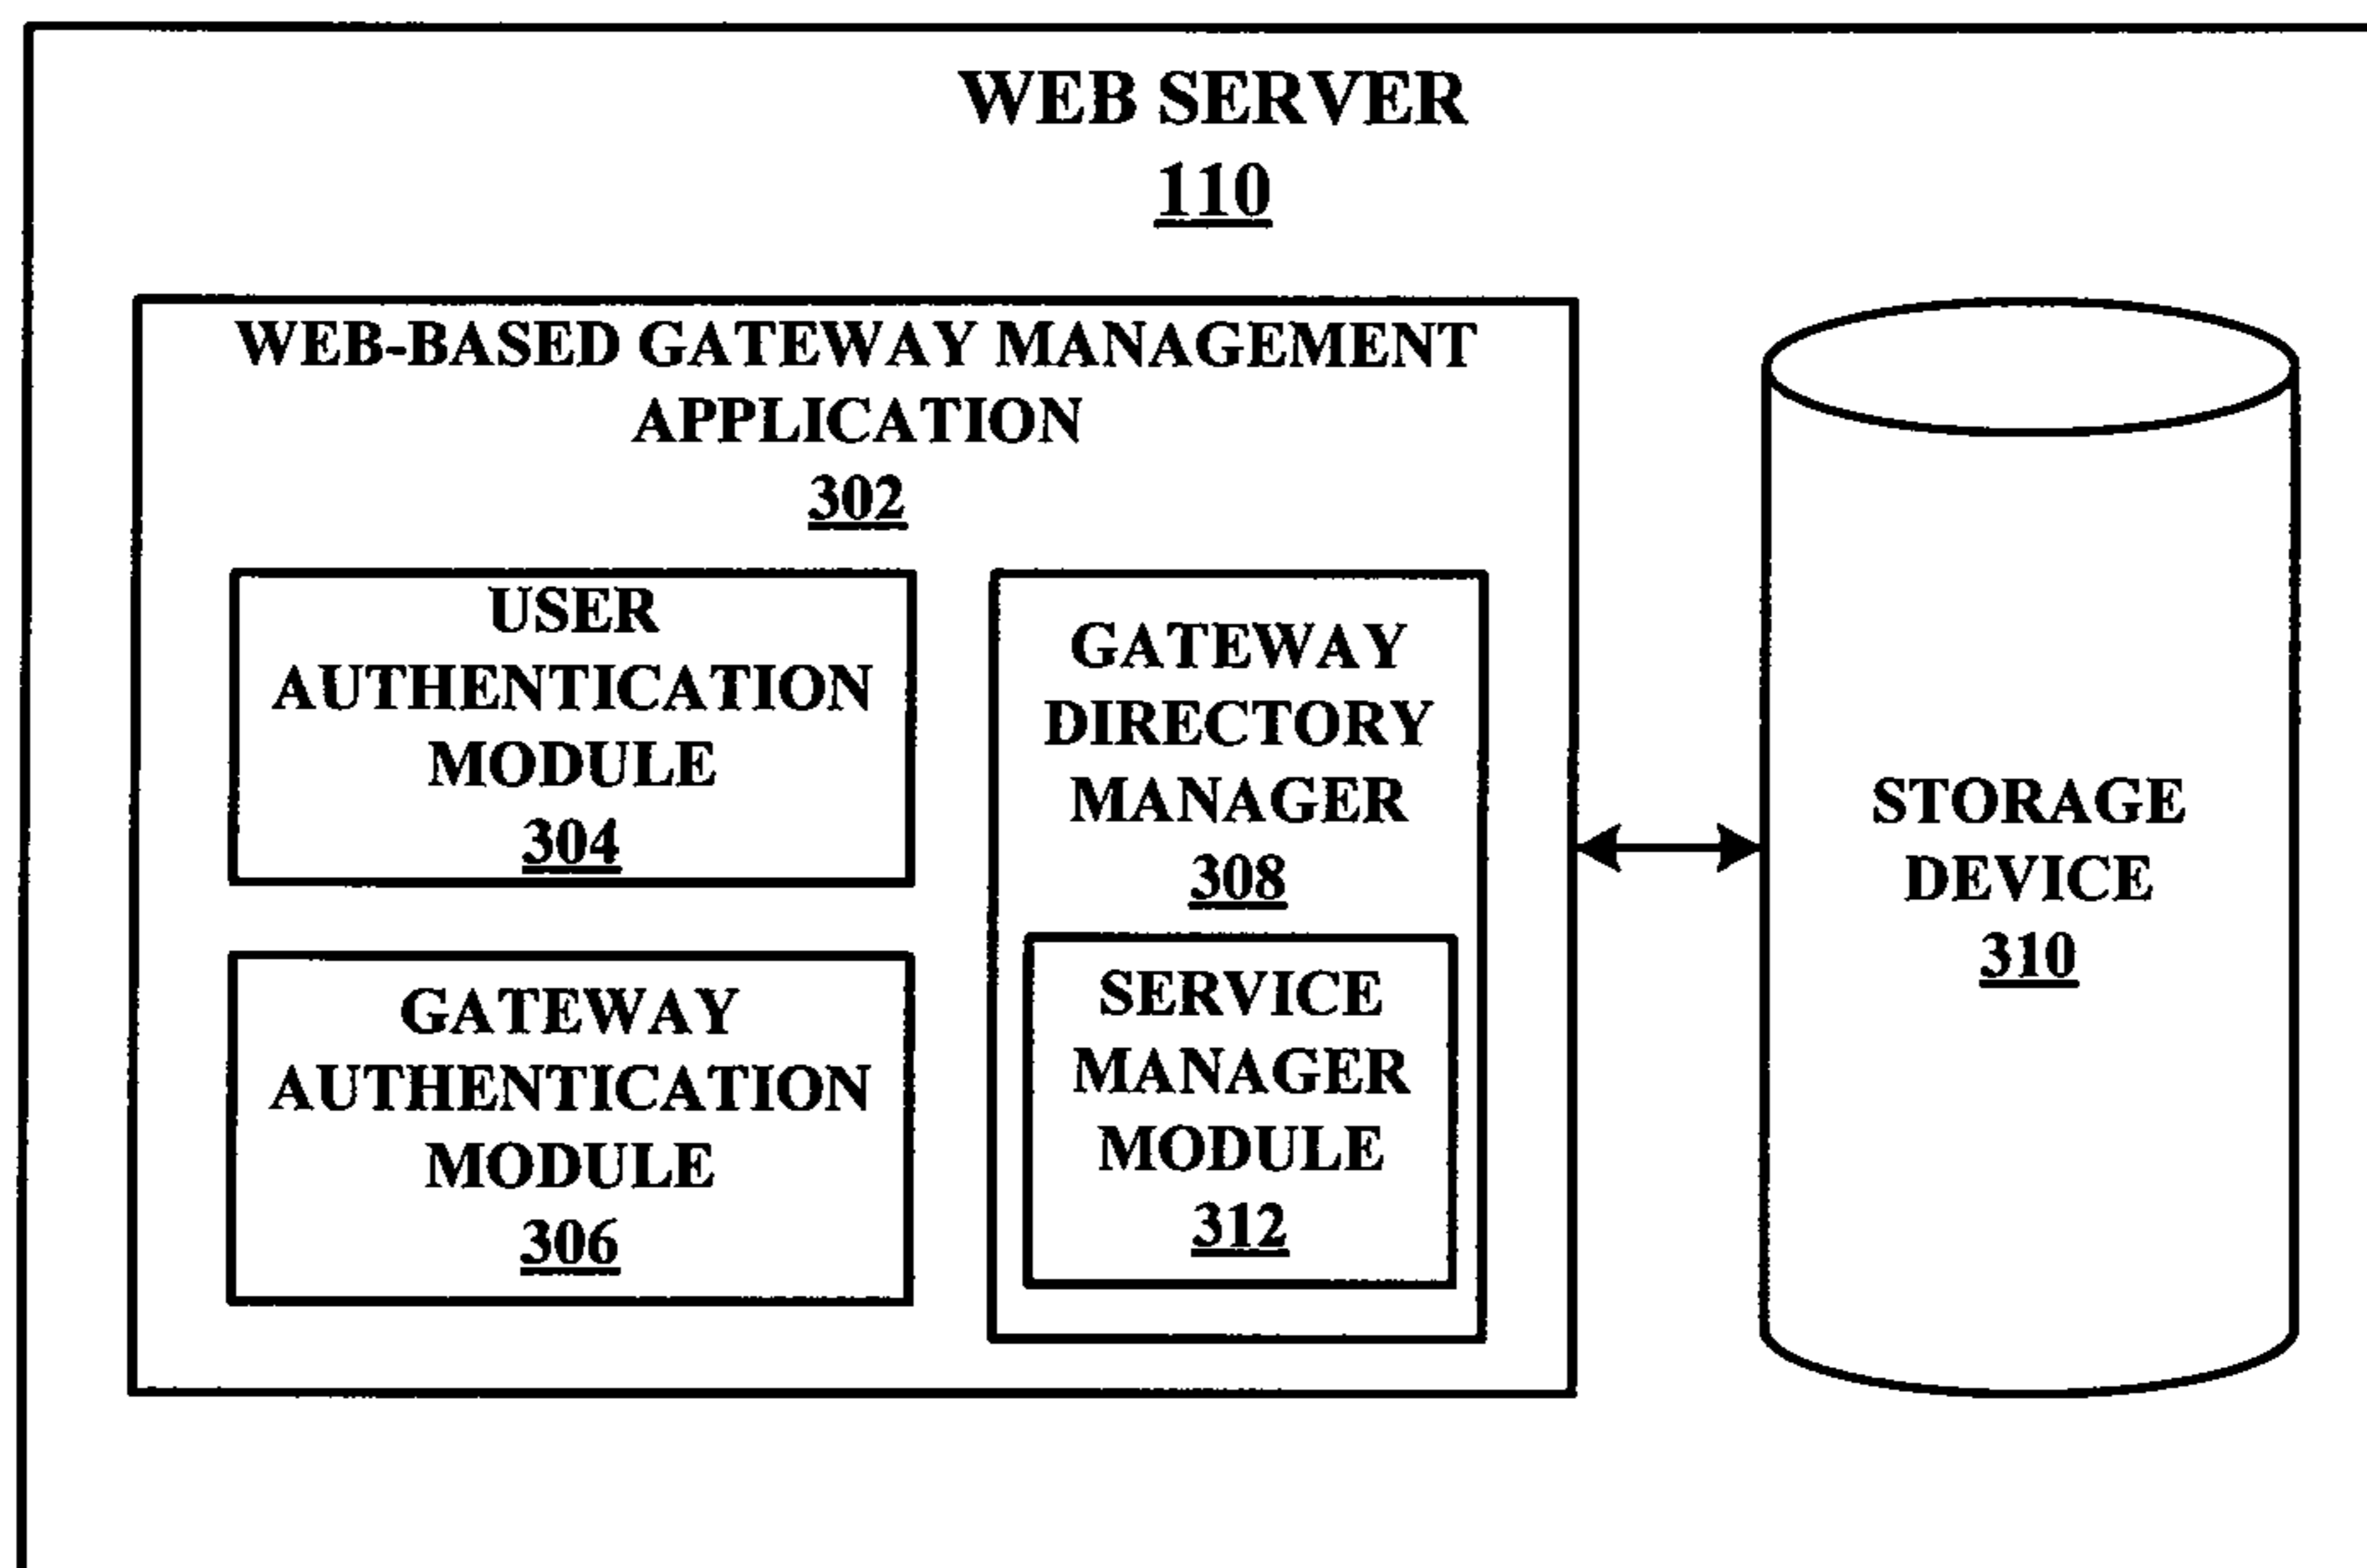 WEB SERVER
110
WEB-BASED GATEWAY MANAGEMENT
APPLICATION
302
USER
AUTHENTICATION
MODULE
304
GATEWAY
AUTHENTICATION
MODULE
306
GATEWAY
DIRECTORY
MANAGER
308
SERVICE
MANAGER
MODULE
312
STORAGE
DEVICE
310